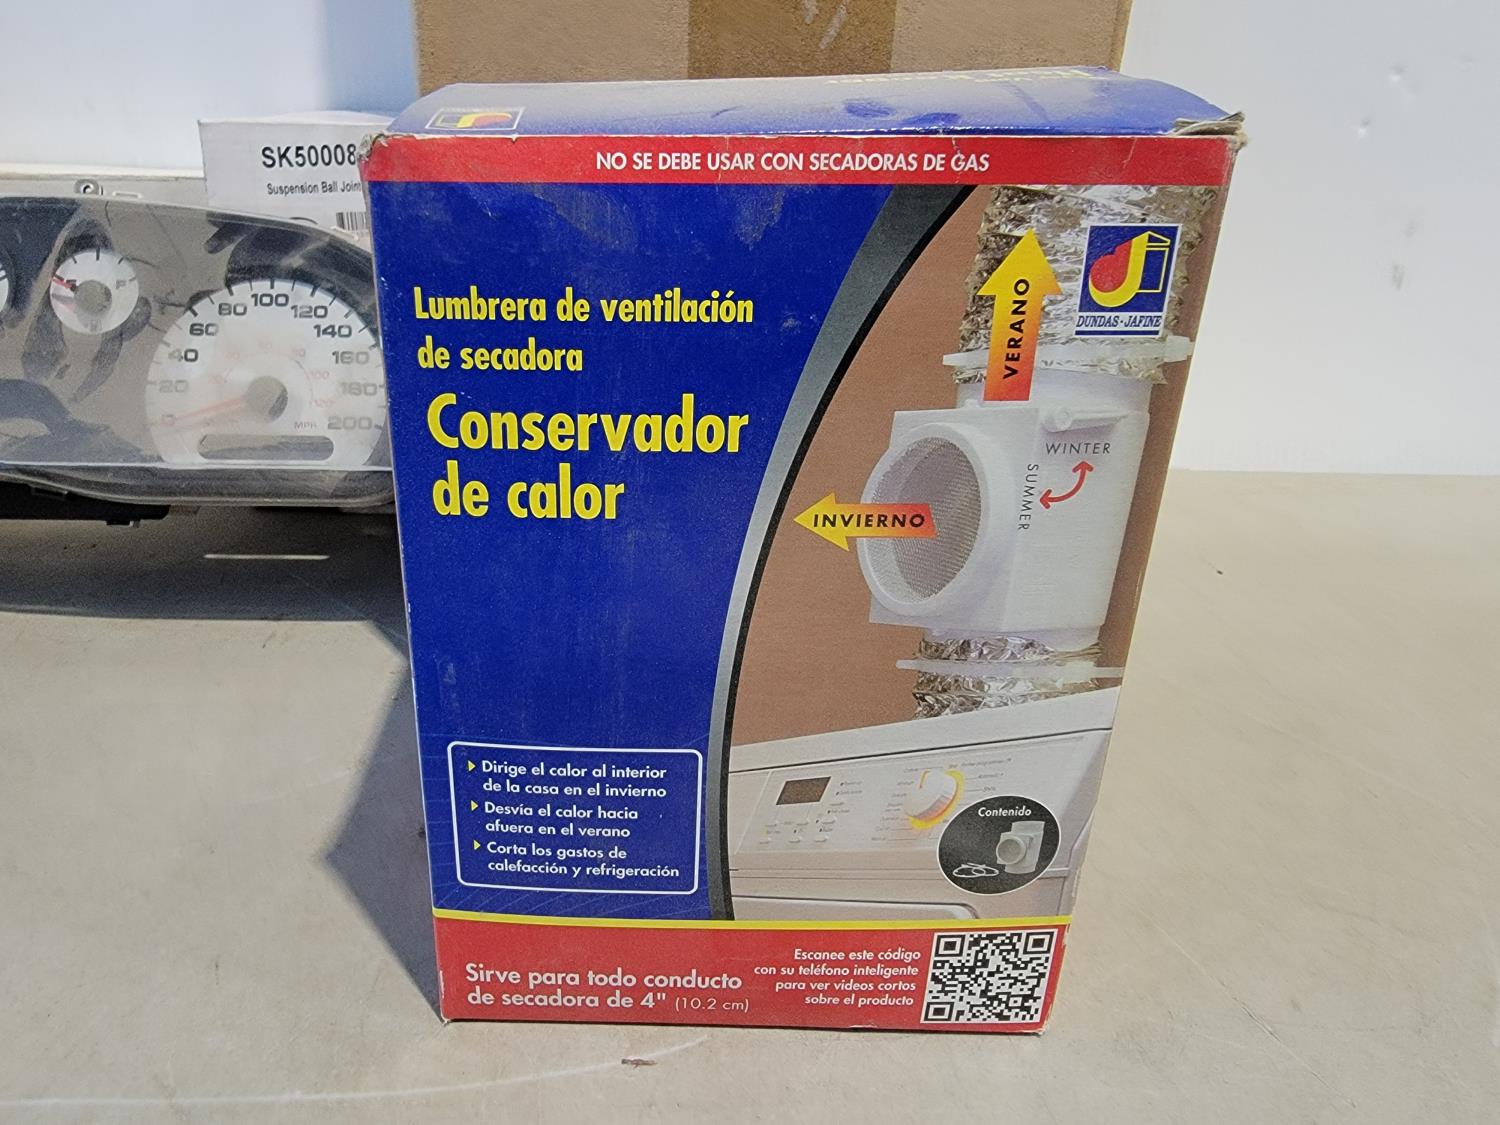 SK50008
Suspension Ball Joint
20
40
60
80
100
120
140
160
180
200
MPH
F
NO SE DEBE USAR CON SECADORAS DE GAS
DUNDAS-JAFINE
Lumbrera de ventilación
de secadora
Conservador
de calor
VERANO
INVIERNO
WINTER
SUMMER
Dirige el calor al interior
de la casa en el invierno
Desvía el calor hacia
afuera en el verano
Corta los gastos de
calefacción y refrigeración
Contenido
Sirve para todo conducto
de secadora de 4" (10.2 cm)
Escanee este código
con su teléfono inteligente
para ver videos cortos
sobre el producto